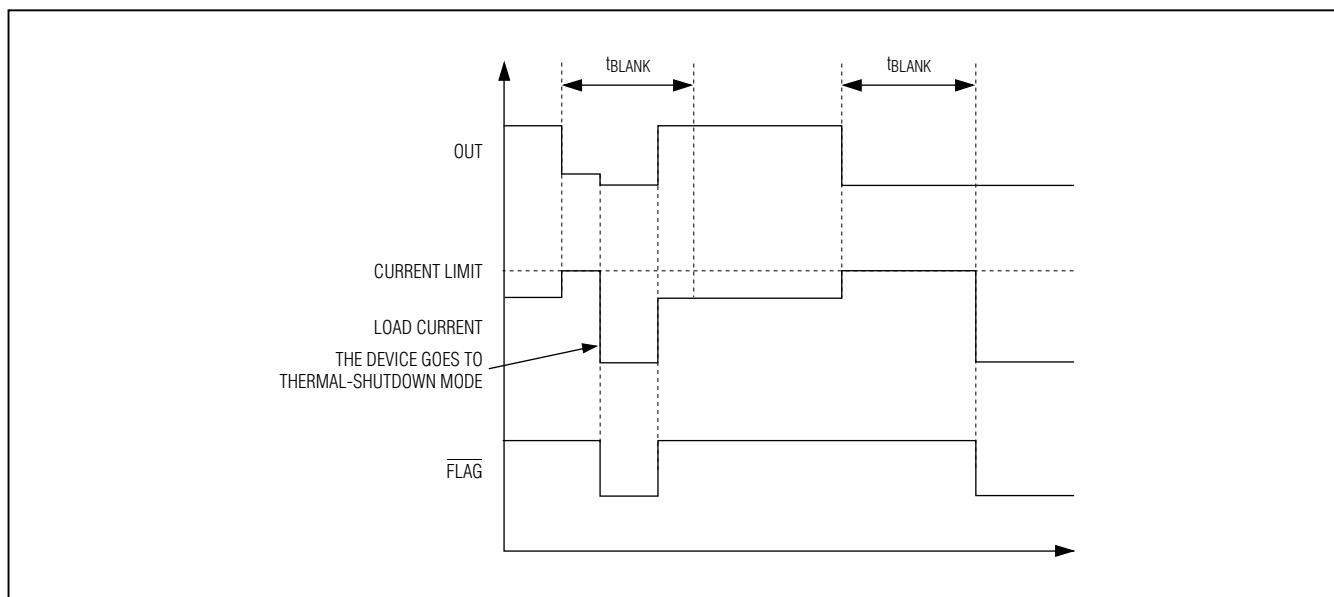 tBLANK
tBLANK
OUT
CURRENT LIMIT
LOAD CURRENT
THE DEVICE GOES TO
THERMAL-SHUTDOWN MODE
FLAG